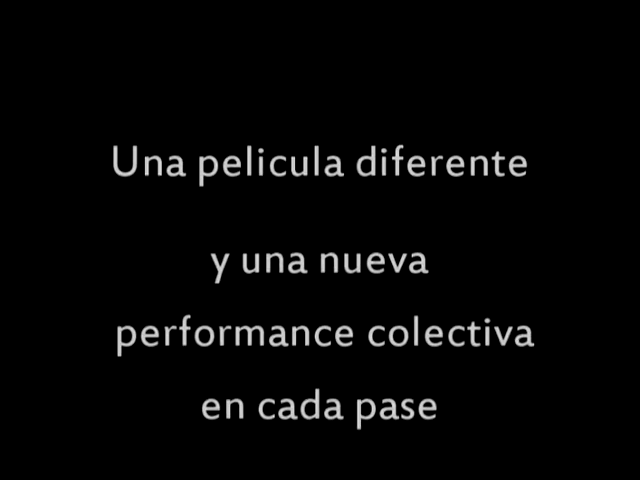 Una pelicula diferente
y una nueva
performance colectiva
en cada pase